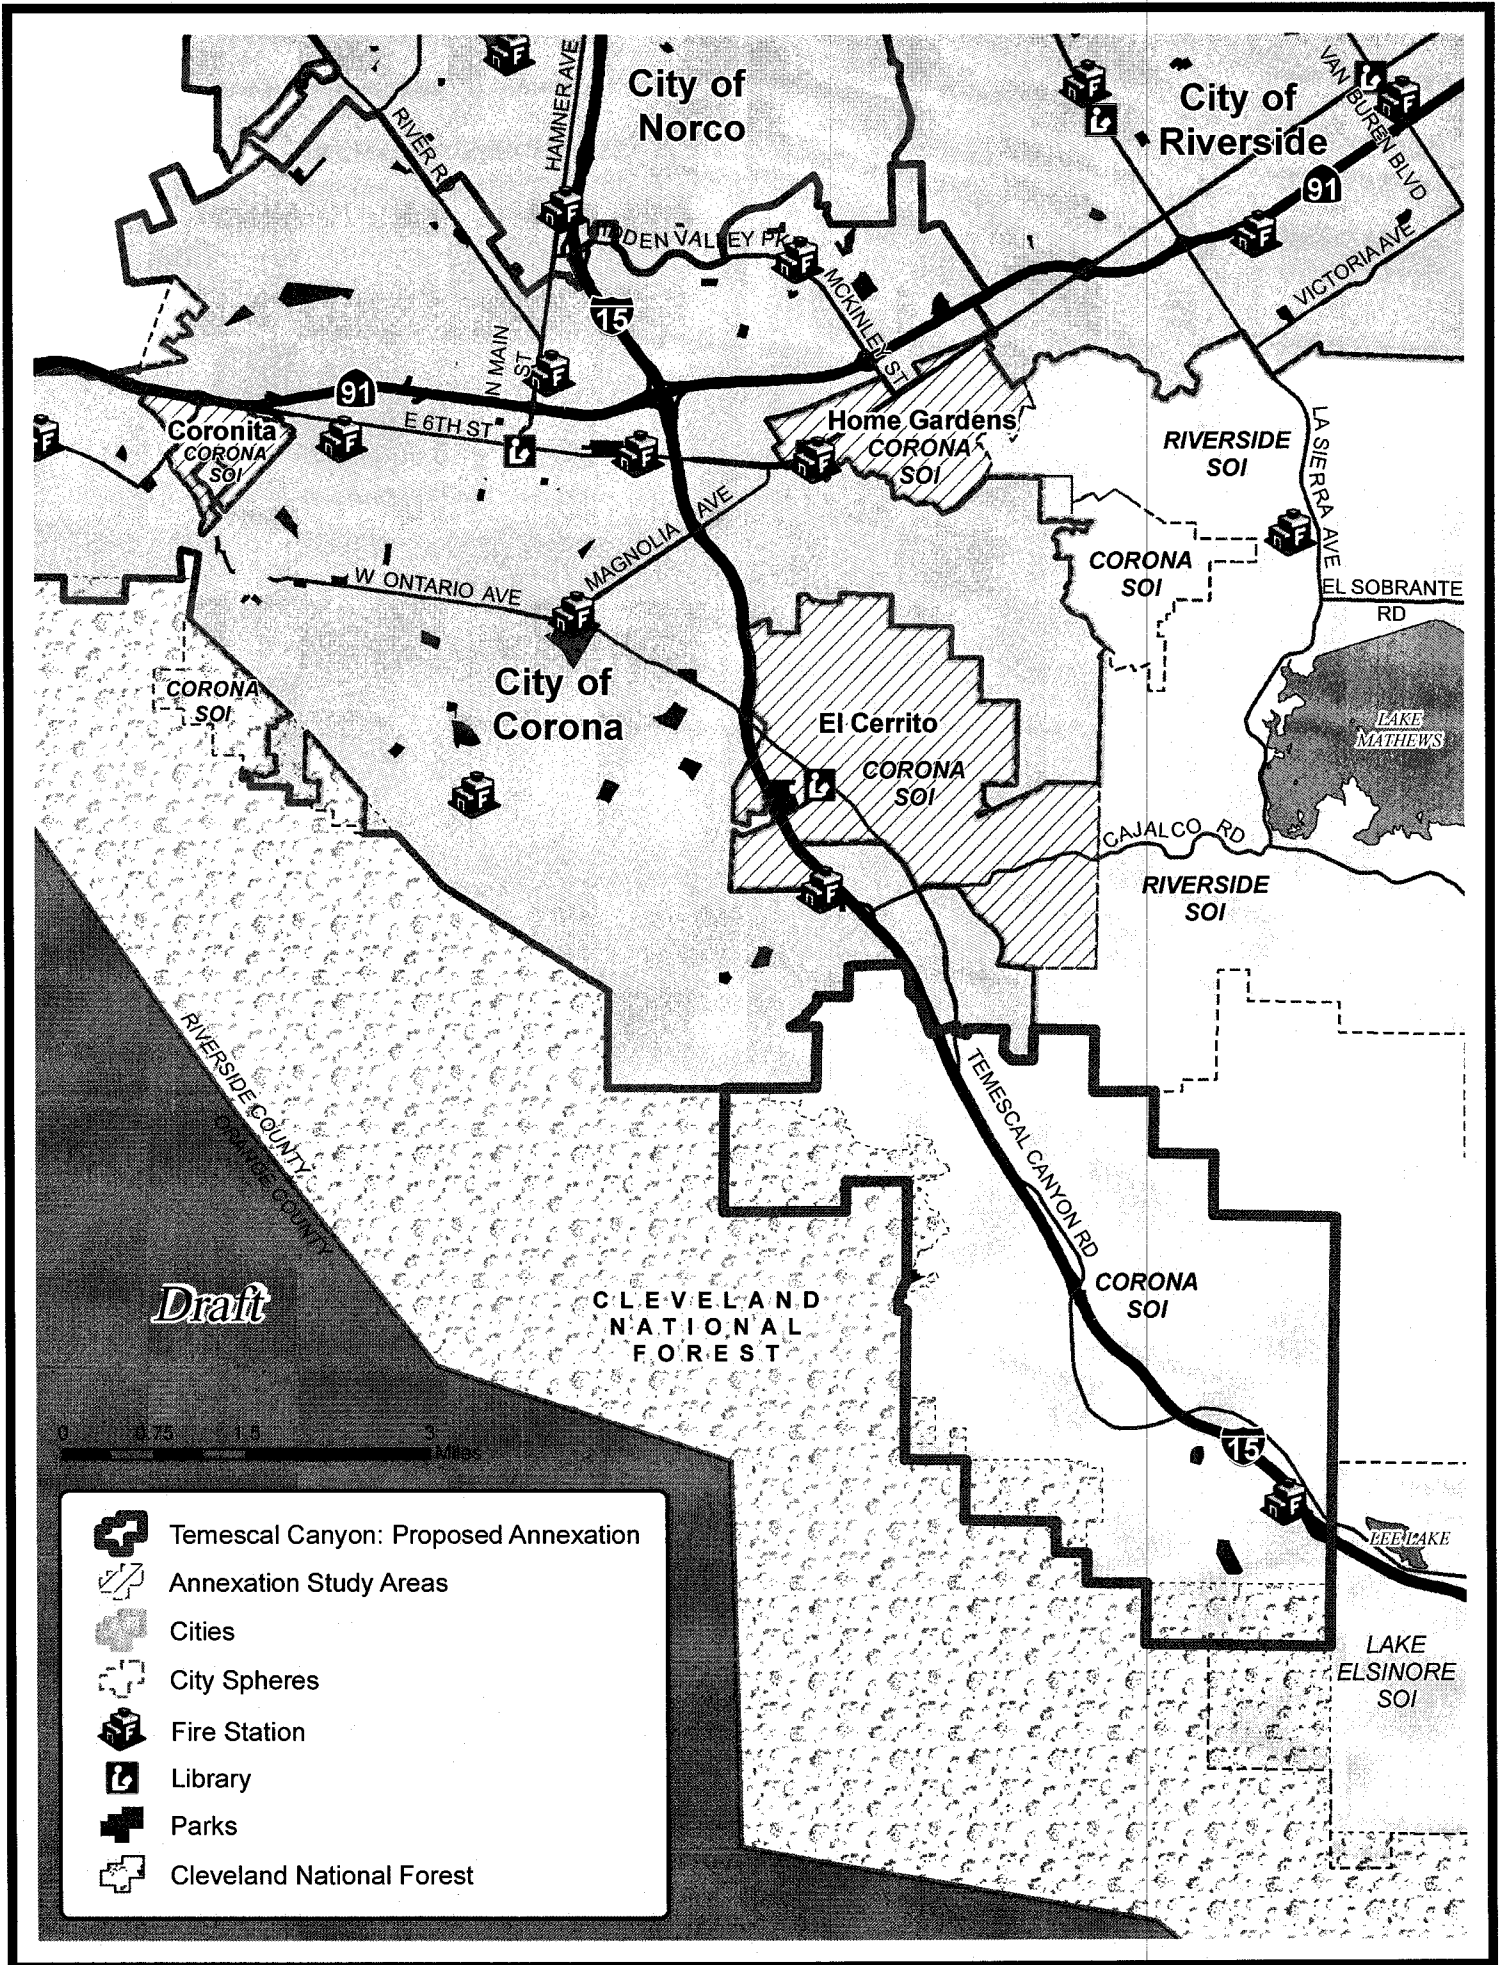 City of
Norco
City of
Riverside
HAMNER AVE
RIVER RD
VAN BUREN BLVD
91
HIDDEN VALLEY PKWY
MCKINLEY ST
VICTORIA AVE
15
N MAIN
ST
91
E 6TH ST
Coronita
CORONA
SOI
Home Gardens
CORONA
SOI
RIVERSIDE
SOI
LA SIERRA AVE
MAGNOLIA AVE
W ONTARIO AVE
CORONA
SOI
EL SOBRANTE
RD
CORONA
SOI
City of
Corona
El Cerrito
CORONA
SOI
LAKE
MATHEWS
CAJALCO RD
RIVERSIDE
SOI
RIVERSIDE COUNTY
ORANGE COUNTY
TEMESCAL CANYON RD
CORONA
SOI
Draft
CLEVELAND
NATIONAL
FOREST
0 0.75 1.5 3
Miles
15
LEE LAKE
LAKE
ELSINORE
SOI
Temescal Canyon: Proposed Annexation
Annexation Study Areas
Cities
City Spheres
F Fire Station
Library
Parks
Cleveland National Forest